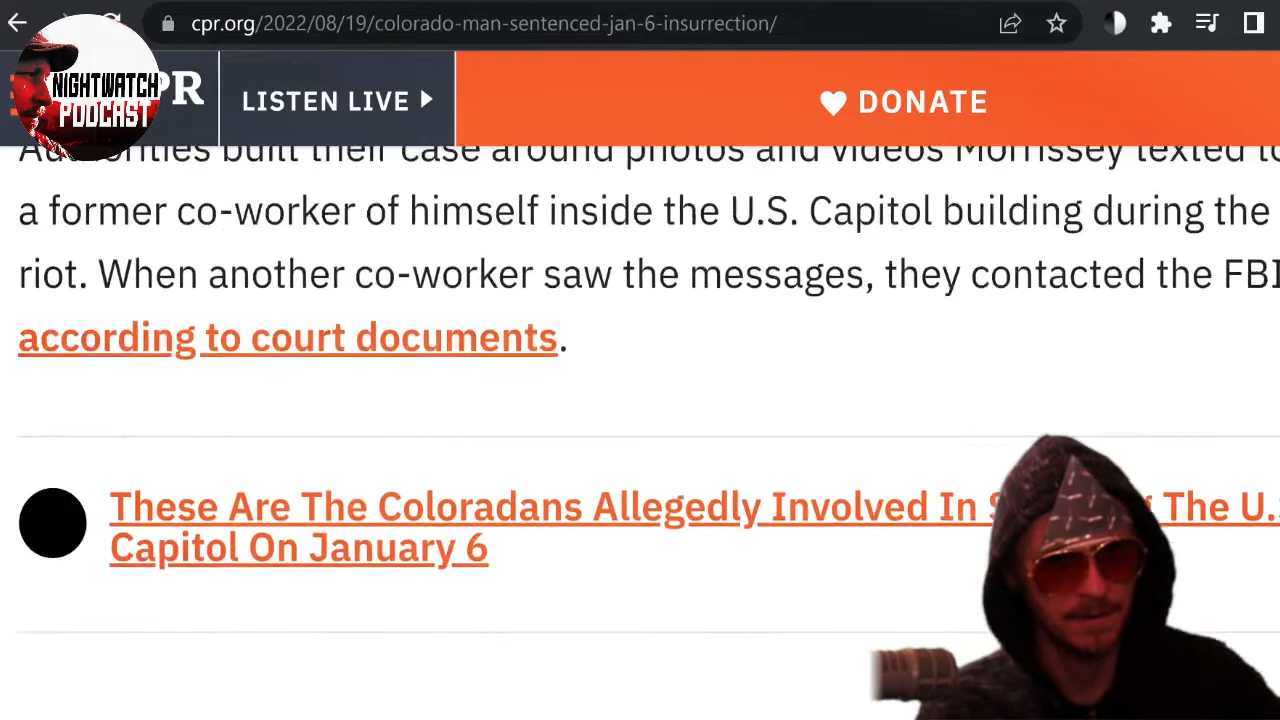 cpr.org/2022/08/19/colorado-man-sentenced-jan-6-insurrection/
NIGHTWATCH
PODCAST
PR
LISTEN LIVE
DONATE
Authorities built their case around photos and videos Morrissey texted to
a former co-worker of himself inside the U.S. Capitol building during the
riot. When another co-worker saw the messages, they contacted the FBI
according to court documents.
These Are The Coloradans Allegedly Involved In The U.
Capitol On January 6